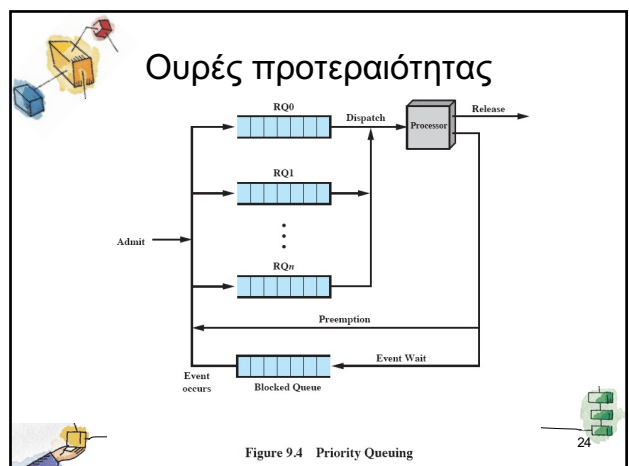 Ουρές προτεραιότητας
RQ0
Dispatch
Release
Processor
RQ1
Admit
RQn
Preemption
Event Wait
Event
occurs
Blocked Queue
24
Figure 9.4 Priority Queuing